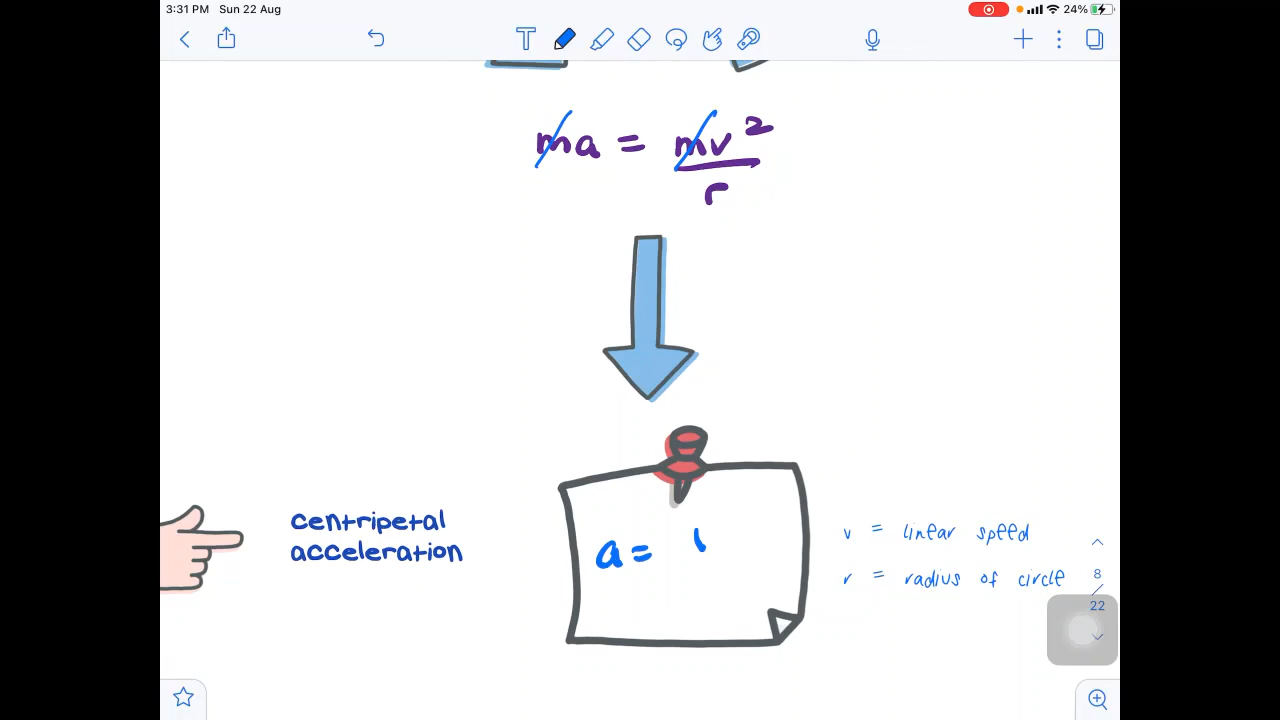 3:31 PM Sun 22 Aug 24%
T
ma = mv²
r
centripetal
acceleration
a =
v = linear speed
r = radius of circle
8
/
22